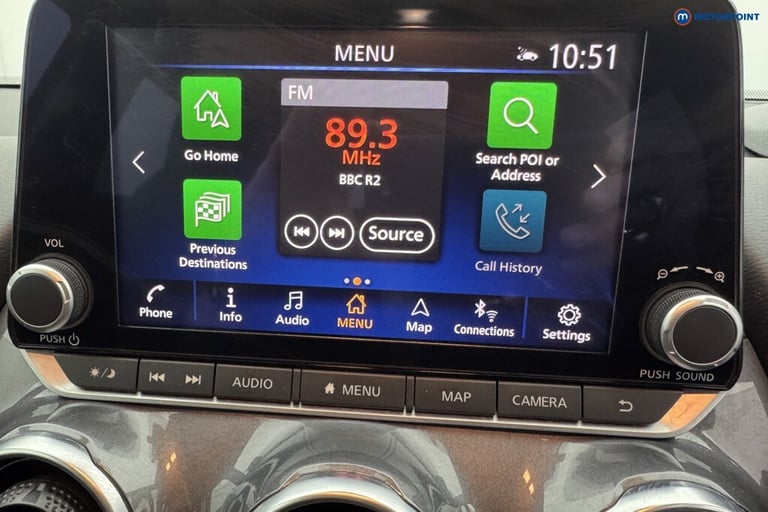 MOTORPOINT
MENU
10:51
FM
89.3
MHz
BBC R2
Source
Go Home
Previous
Destinations
Search POI or
Address
Call History
Phone
Info
Audio
MENU
Map
Connections
Settings
VOL
PUSH
PUSH SOUND
AUDIO
MENU
MAP
CAMERA